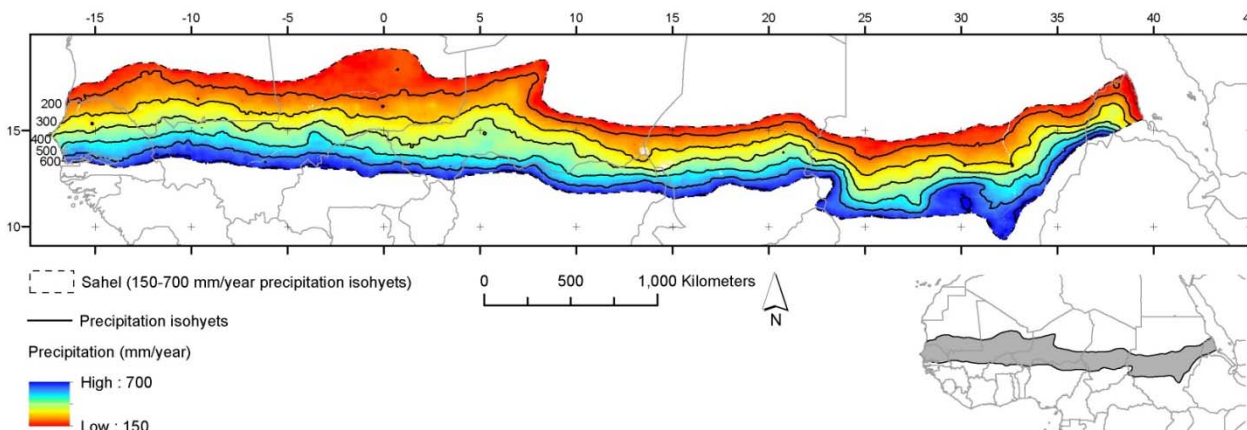 -15 -10 -5 0 5 10 15 20 25 30 35 40 45
200
300
400
500
600
15
10
Sahel (150-700 mm/year precipitation isohyets)
0 500 1,000 Kilometers
N
Precipitation isohyets
Precipitation (mm/year)
High : 700
Low : 150